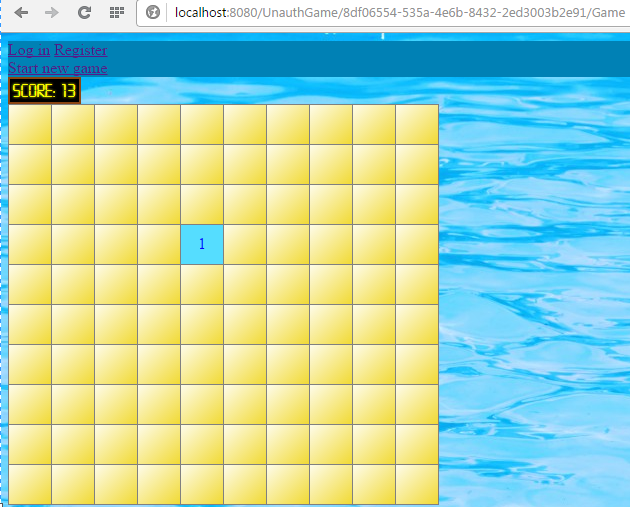 localhost:8080/UnauthGame/8df06554-535a-4e6b-8432-2ed3003b2e91/Game
Log in Register
Start new game
SCORE: 13
1